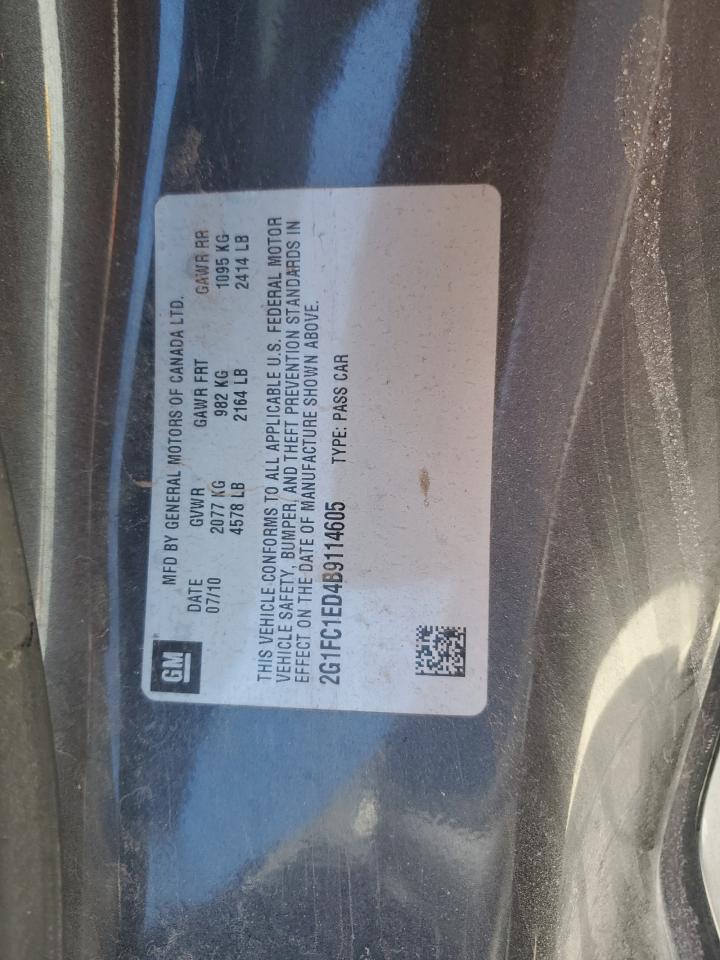 GM
MFD BY GENERAL MOTORS OF CANADA LTD.
DATE GVWR GAWR FRT GAWR RR
07/10 2077 KG 982 KG 1095 KG
4578 LB 2164 LB 2414 LB
THIS VEHICLE CONFORMS TO ALL APPLICABLE U.S. FEDERAL MOTOR
VEHICLE SAFETY, BUMPER, AND THEFT PREVENTION STANDARDS IN
EFFECT ON THE DATE OF MANUFACTURE SHOWN ABOVE.
2G1FC1ED4B9114605 TYPE: PASS CAR